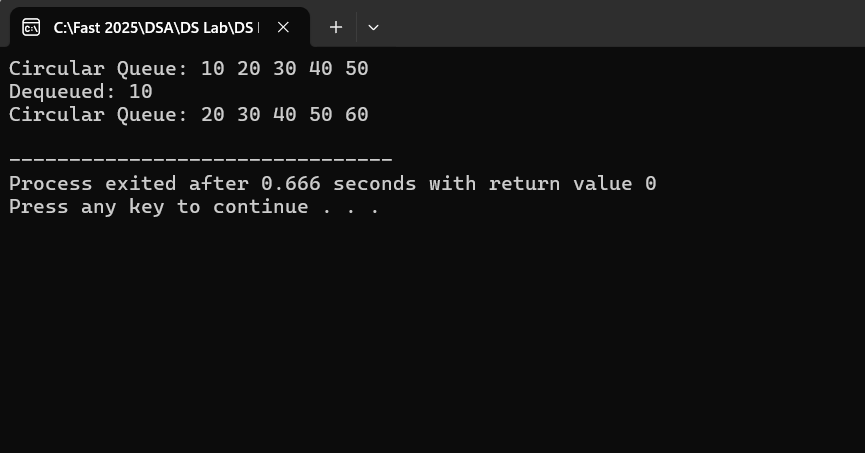 C:\Fast 2025\DSA\DS Lab\DS
Circular Queue: 10 20 30 40 50
Dequeued: 10
Circular Queue: 20 30 40 50 60
--------------------------------
Process exited after 0.666 seconds with return value 0
Press any key to continue . . .